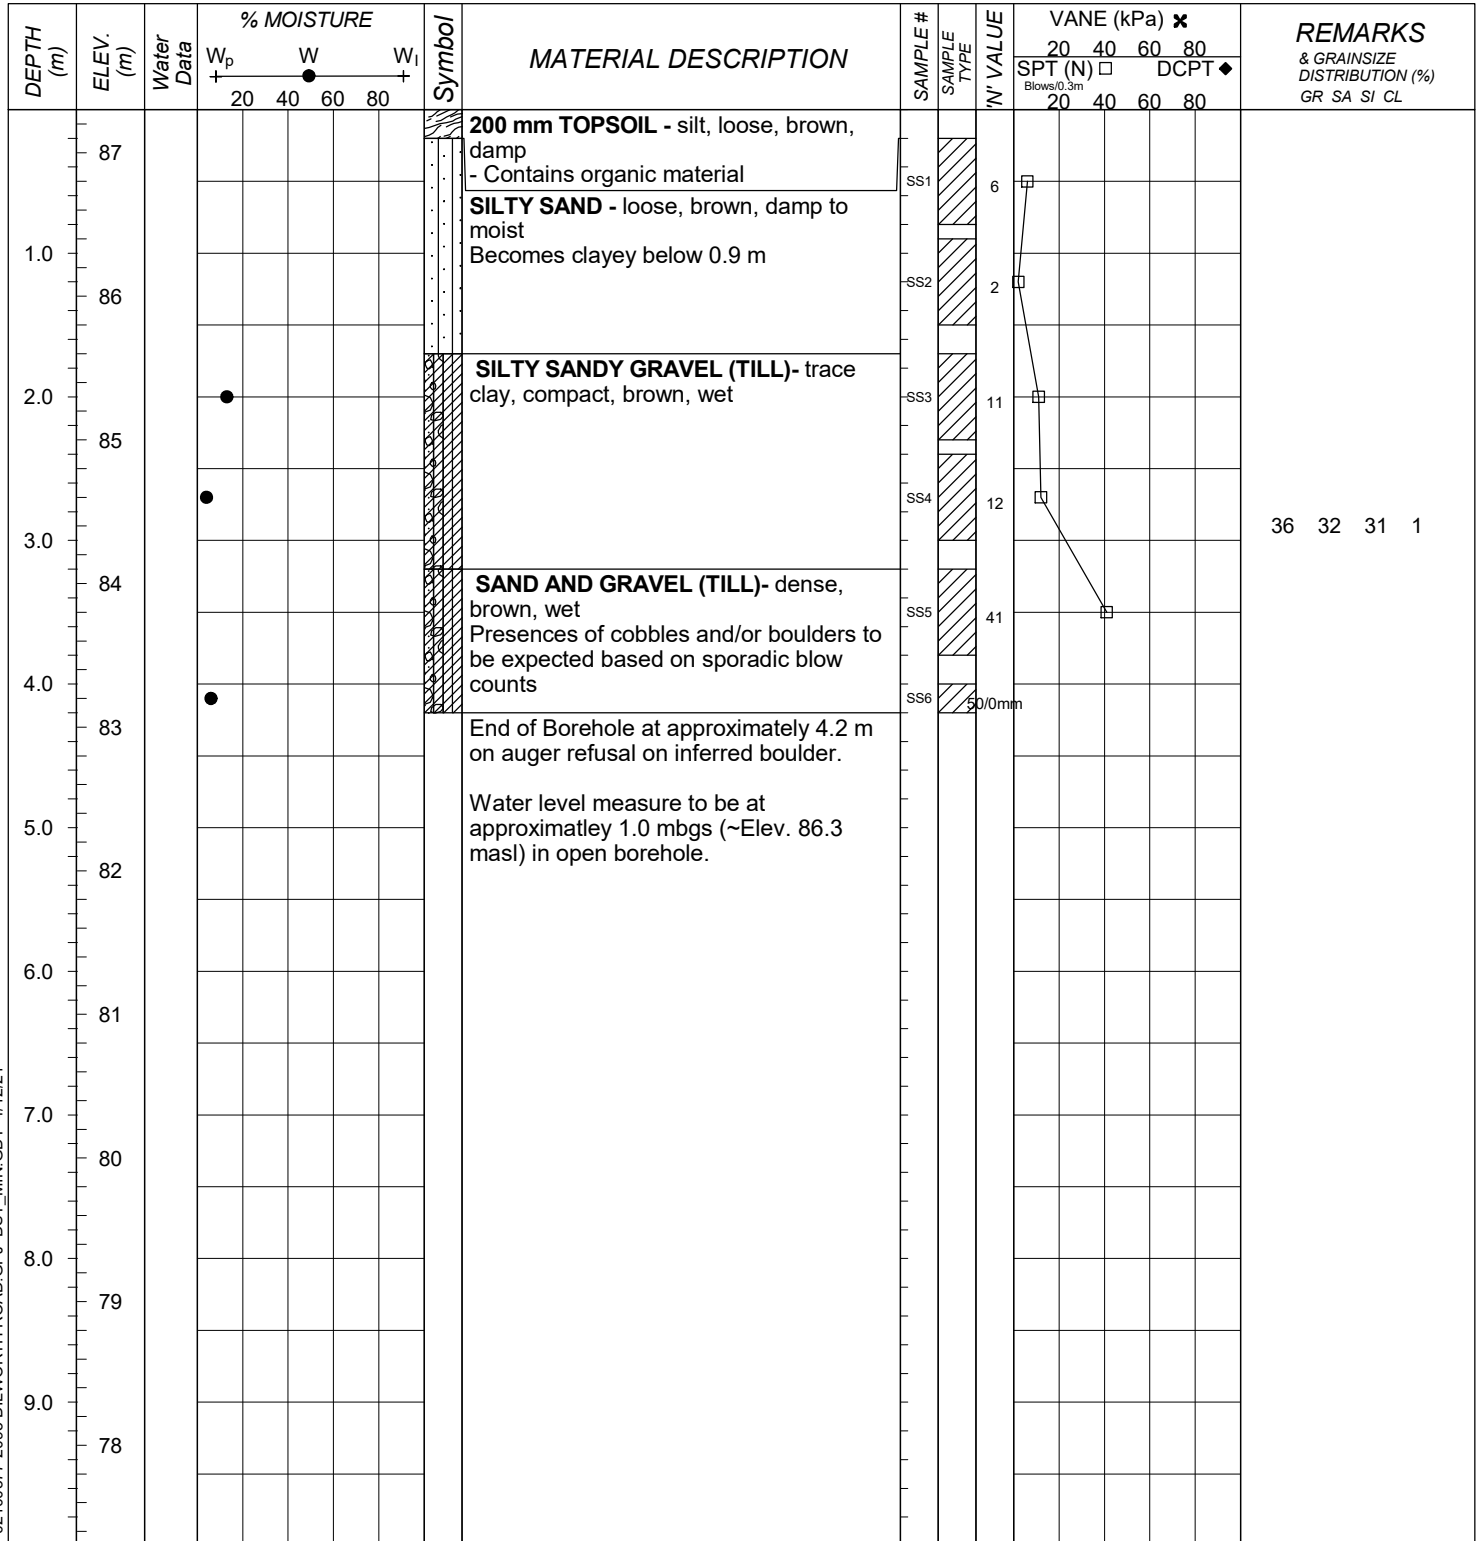 DEPTH (m)
ELEV. (m)
Water Data
% MOISTURE
Wp W Wl
20 40 60 80
Symbol
MATERIAL DESCRIPTION
SAMPLE #
SAMPLE TYPE
'N' VALUE
VANE (kPa) ✖
20 40 60 80
SPT (N) □ DCPT ◆
Blows/0.3m
20 40 60 80
REMARKS
& GRAINSIZE
DISTRIBUTION (%)
GR SA SI CL
200 mm TOPSOIL - silt, loose, brown,
damp
- Contains organic material
87
SS1 6
SILTY SAND - loose, brown, damp to
moist
Becomes clayey below 0.9 m
1.0
SS2 2
86
SILTY SANDY GRAVEL (TILL)- trace
clay, compact, brown, wet
2.0
SS3 11
85
SS4 12
36 32 31 1
3.0
84
SAND AND GRAVEL (TILL)- dense,
brown, wet
Presences of cobbles and/or boulders to
be expected based on sporadic blow
counts
SS5 41
4.0
SS6 50/0mm
83
End of Borehole at approximately 4.2 m
on auger refusal on inferred boulder.
Water level measure to be at
approximatley 1.0 mbgs (~Elev. 86.3
masl) in open borehole.
5.0
82
6.0
81
7.0
80
8.0
79
9.0
78